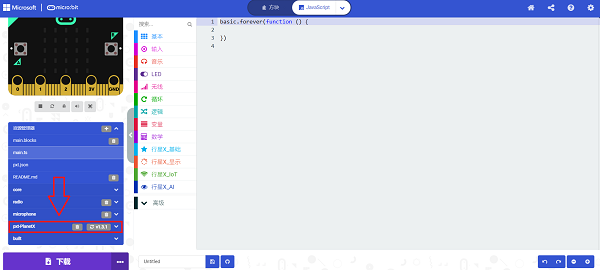 Microsoft
micro:bit
方块
JavaScript
0
1
2
3V
GND
搜索...
基本
输入
音乐
LED
无线
循环
逻辑
变量
数学
行星X_基础
行星X_显示
行星X_IoT
行星X_AI
高级
1 basic.forever(function () {
2
3 })
4
资源管理器
main.blocks
main.ts
pxt.json
README.md
core
radio
microphone
pxt-PlanetX
v1.3.1
built
下载
Untitled